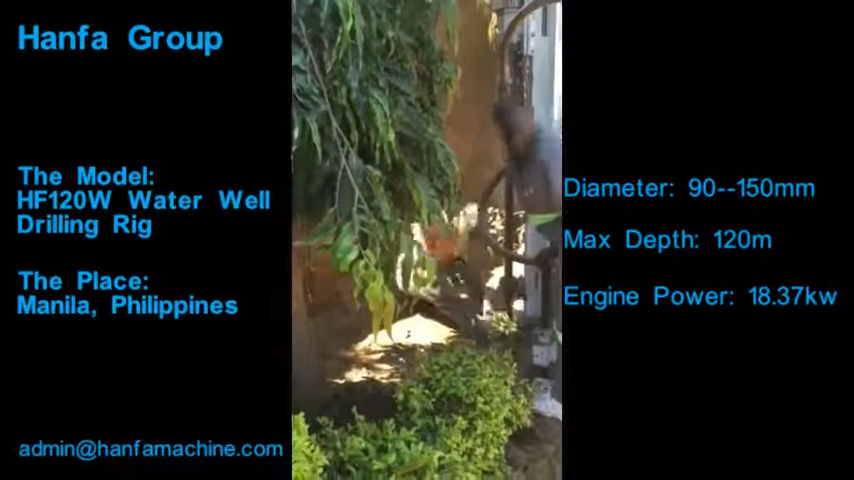 Hanfa Group
The Model:
HF120W Water Well
Drilling Rig
The Place:
Manila, Philippines
admin@hanfamachine.com
Diameter: 90--150mm
Max Depth: 120m
Engine Power: 18.37kw